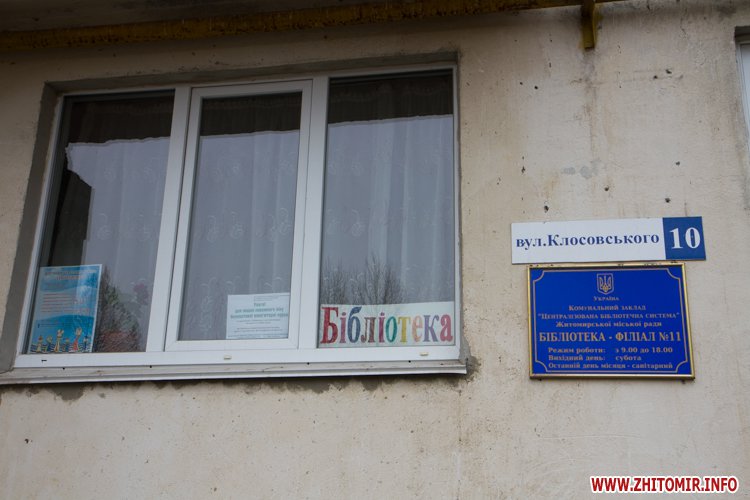 Біблiотека
вул.Клосовського 10
Україна
Комунальний заклад
"Централізована бібліотечна система"
Житомирської міської ради
БІБЛІОТЕКА - ФІЛІАЛ №11
Режим роботи: з 9.00 до 18.00
Вихідний день: субота
Останній день місяця - санітарний
WWW.ZHITOMIR.INFO